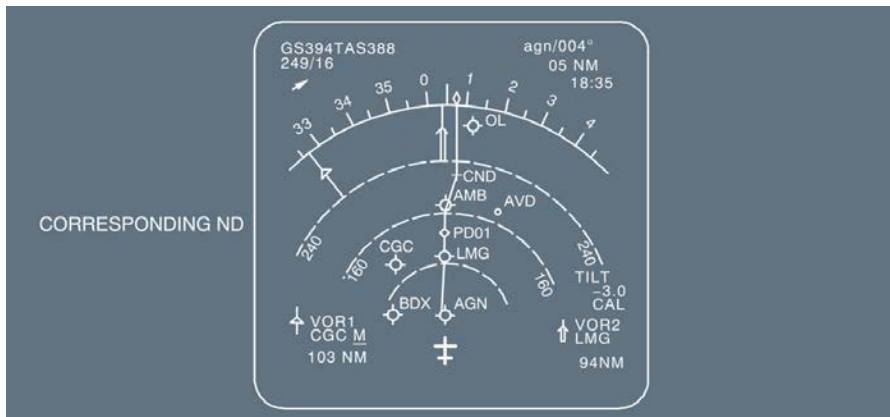 CORRESPONDING ND
GS394TAS388
249/16
agn/004°
05 NM
18:35
33
34
35
0
1
2
3
4
OL
CND
AMB
AVD
PD01
CGC
LMG
BDX
AGN
240
160
160
240
TILT
−3.0
CAL
VOR1
CGC M
103 NM
VOR2
LMG
94NM